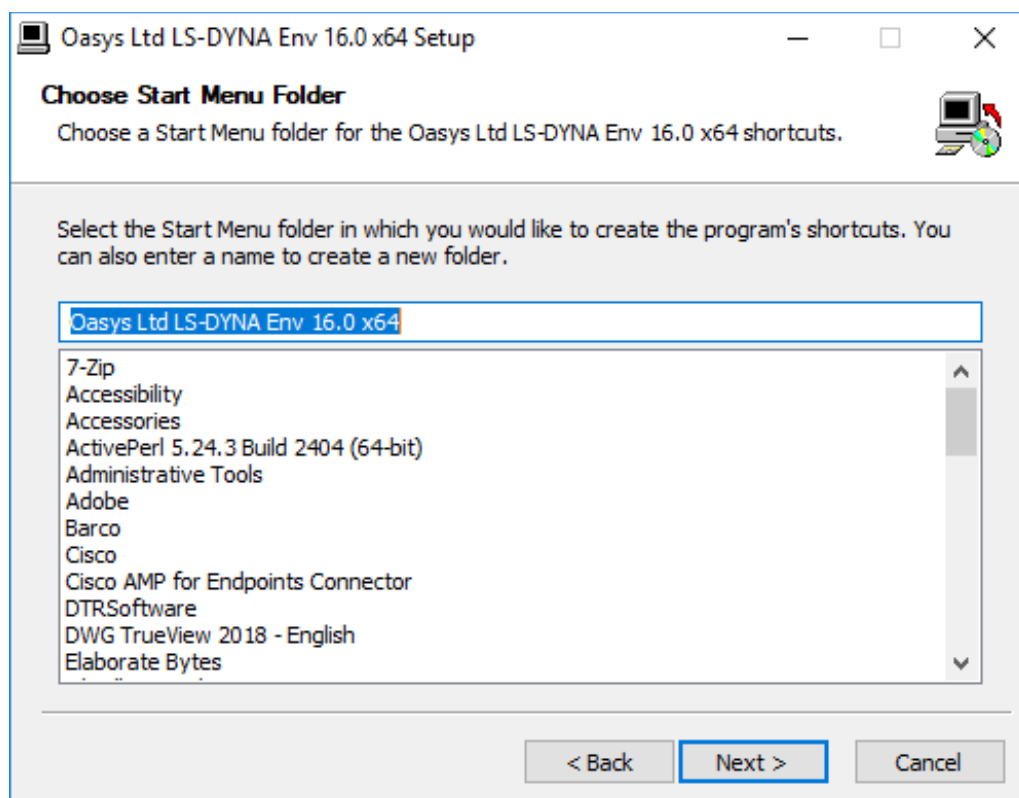 Oasys Ltd LS-DYNA Env 16.0 x64 Setup
Choose Start Menu Folder
Choose a Start Menu folder for the Oasys Ltd LS-DYNA Env 16.0 x64 shortcuts.
Select the Start Menu folder in which you would like to create the program's shortcuts. You
can also enter a name to create a new folder.
Oasys Ltd LS-DYNA Env 16.0 x64
7-Zip
Accessibility
Accessories
ActivePerl 5.24.3 Build 2404 (64-bit)
Administrative Tools
Adobe
Barco
Cisco
Cisco AMP for Endpoints Connector
DTRSoftware
DWG TrueView 2018 - English
Elaborate Bytes
< Back Next > Cancel